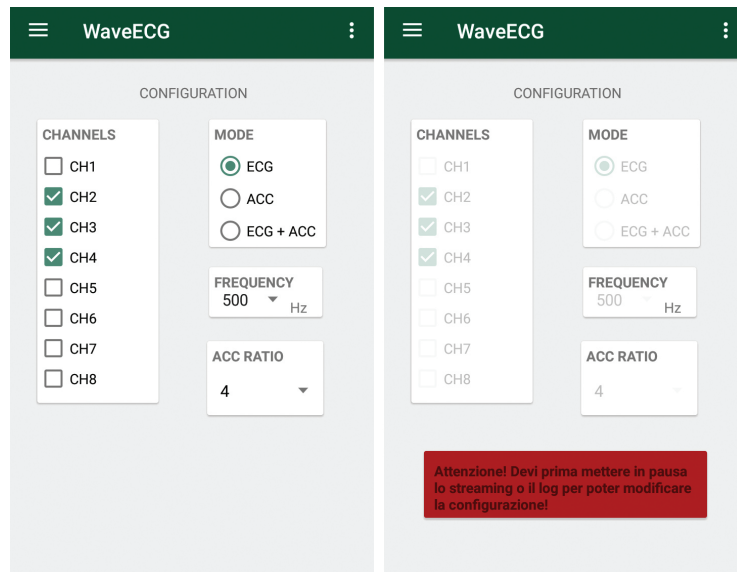 WaveECG
CONFIGURATION
CHANNELS
CH1
CH2
CH3
CH4
CH5
CH6
CH7
CH8
MODE
ECG
ACC
ECG + ACC
FREQUENCY
500
Hz
ACC RATIO
4
WaveECG
CONFIGURATION
CHANNELS
CH1
CH2
CH3
CH4
CH5
CH6
CH7
CH8
MODE
ECG
ACC
ECG + ACC
FREQUENCY
500
Hz
ACC RATIO
4
Attenzione! Devi prima mettere in pausa
lo streaming o il log per poter modificare
la configurazione!